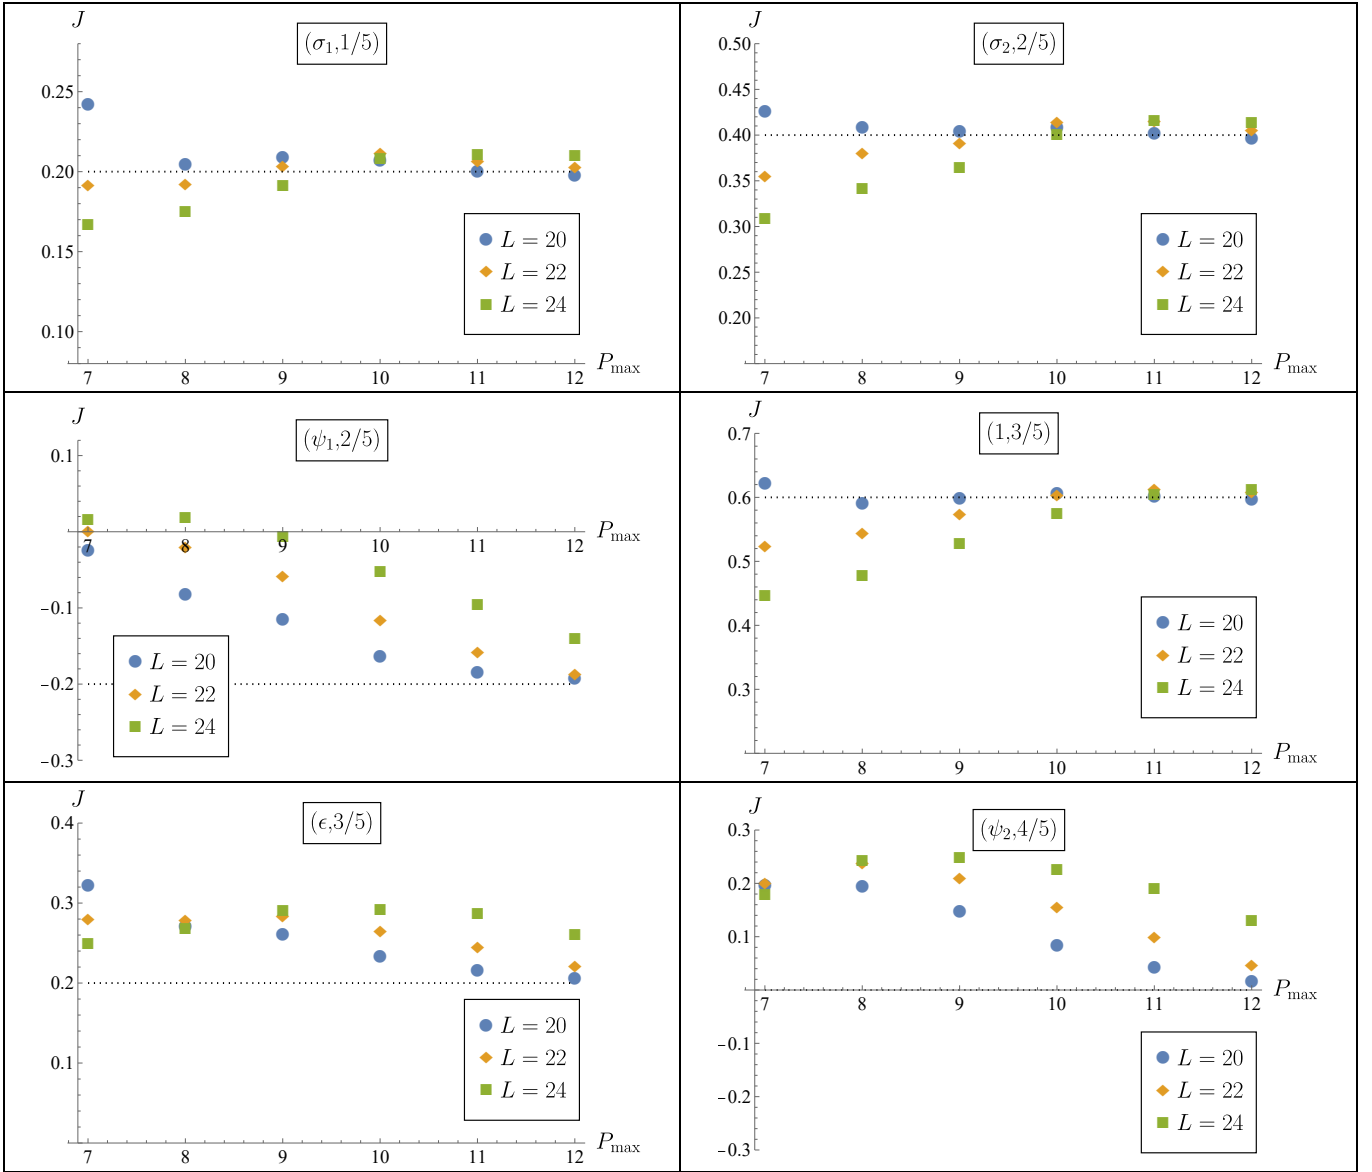 J
(σ₁,1/5)
0.25
0.20
0.15
0.10
L = 20
L = 22
L = 24
7 8 9 10 11 12 P_max
J
(σ₂,2/5)
0.50
0.45
0.40
0.35
0.30
0.25
0.20
L = 20
L = 22
L = 24
7 8 9 10 11 12 P_max
J
(ψ₁,2/5)
0.1
7 8 9 10 11 12 P_max
−0.1
−0.2
−0.3
L = 20
L = 22
L = 24
J
(1,3/5)
0.7
0.6
0.5
0.4
0.3
L = 20
L = 22
L = 24
7 8 9 10 11 12 P_max
J
(ϵ,3/5)
0.4
0.3
0.2
0.1
L = 20
L = 22
L = 24
7 8 9 10 11 12 P_max
J
(ψ₂,4/5)
0.3
0.2
0.1
7 8 9 10 11 12 P_max
−0.1
−0.2
−0.3
L = 20
L = 22
L = 24